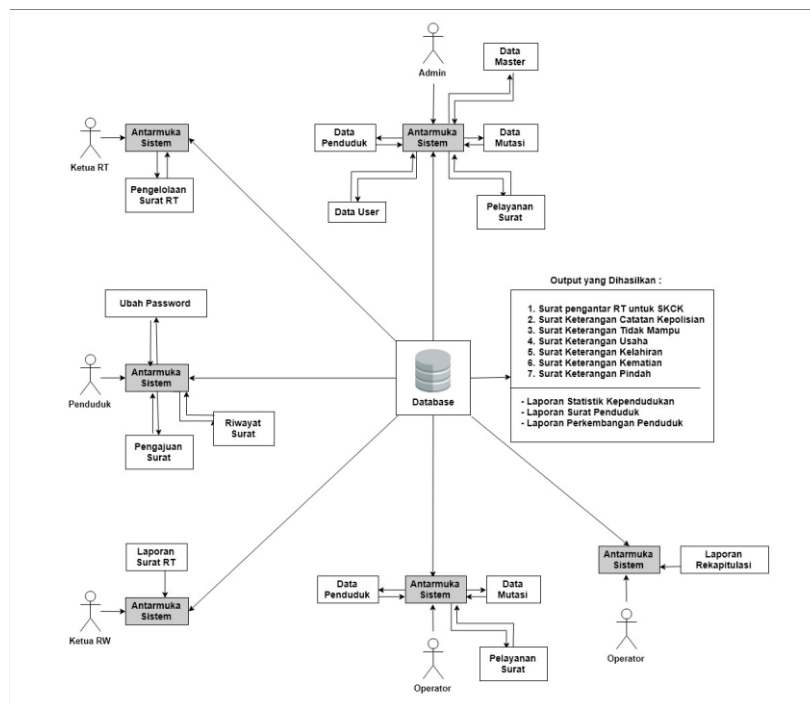 Admin
Data
Master
Data
Penduduk
Antarmuka
Sistem
Data
Mutasi
Data User
Pelayanan
Surat
Ketua RT
Antarmuka
Sistem
Pengelolaan
Surat RT
Ubah Password
Penduduk
Antarmuka
Sistem
Pengajuan
Surat
Riwayat
Surat
Database
Output yang Dihasilkan :
1. Surat pengantar RT untuk SKCK
2. Surat Keterangan Catatan Kepolisian
3. Surat Keterangan Tidak Mampu
4. Surat Keterangan Usaha
5. Surat Keterangan Kelahiran
6. Surat Keterangan Kematian
7. Surat Keterangan Pindah
- Laporan Statistik Kependudukan
- Laporan Surat Penduduk
- Laporan Perkembangan Penduduk
Laporan
Surat RT
Ketua RW
Antarmuka
Sistem
Data
Penduduk
Antarmuka
Sistem
Data
Mutasi
Operator
Pelayanan
Surat
Antarmuka
Sistem
Laporan
Rekapitulasi
Operator